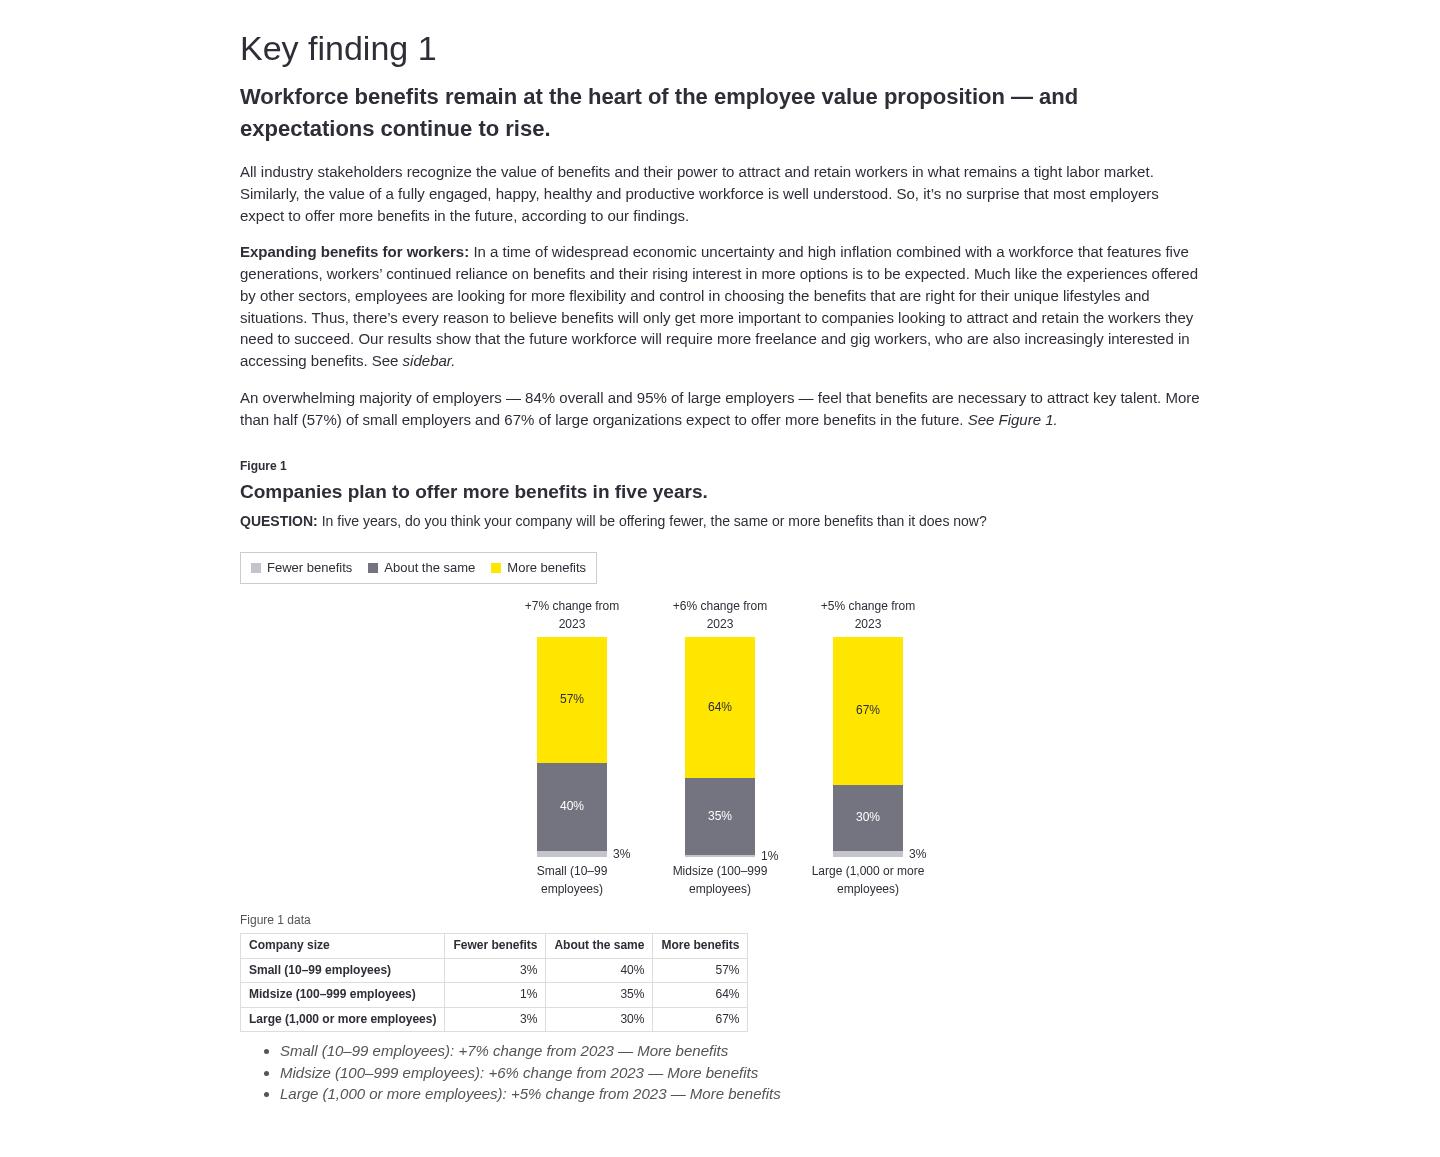 Key finding 1
Workforce benefits remain at the heart of the employee value proposition — and
expectations continue to rise.
All industry stakeholders recognize the value of benefits and their power to attract and retain workers in what remains a tight labor market.
Similarly, the value of a fully engaged, happy, healthy and productive workforce is well understood. So, it’s no surprise that most employers
expect to offer more benefits in the future, according to our findings.
Expanding benefits for workers: In a time of widespread economic uncertainty and high inflation combined with a workforce that features five
generations, workers’ continued reliance on benefits and their rising interest in more options is to be expected. Much like the experiences offered
by other sectors, employees are looking for more flexibility and control in choosing the benefits that are right for their unique lifestyles and
situations. Thus, there’s every reason to believe benefits will only get more important to companies looking to attract and retain the workers they
need to succeed. Our results show that the future workforce will require more freelance and gig workers, who are also increasingly interested in
accessing benefits. See sidebar.
An overwhelming majority of employers — 84% overall and 95% of large employers — feel that benefits are necessary to attract key talent. More
than half (57%) of small employers and 67% of large organizations expect to offer more benefits in the future. See Figure 1.
Figure 1
Companies plan to offer more benefits in five years.
QUESTION: In five years, do you think your company will be offering fewer, the same or more benefits than it does now?
Fewer benefits About the same More benefits
+7% change from
2023
+6% change from
2023
+5% change from
2023
57%
64%
67%
40%
35%
30%
3%
1%
3%
Small (10–99
employees)
Midsize (100–999
employees)
Large (1,000 or more
employees)
Figure 1 data
Company size Fewer benefits About the same More benefits
Small (10–99 employees) 3% 40% 57%
Midsize (100–999 employees) 1% 35% 64%
Large (1,000 or more employees) 3% 30% 67%
• Small (10–99 employees): +7% change from 2023 — More benefits
• Midsize (100–999 employees): +6% change from 2023 — More benefits
• Large (1,000 or more employees): +5% change from 2023 — More benefits